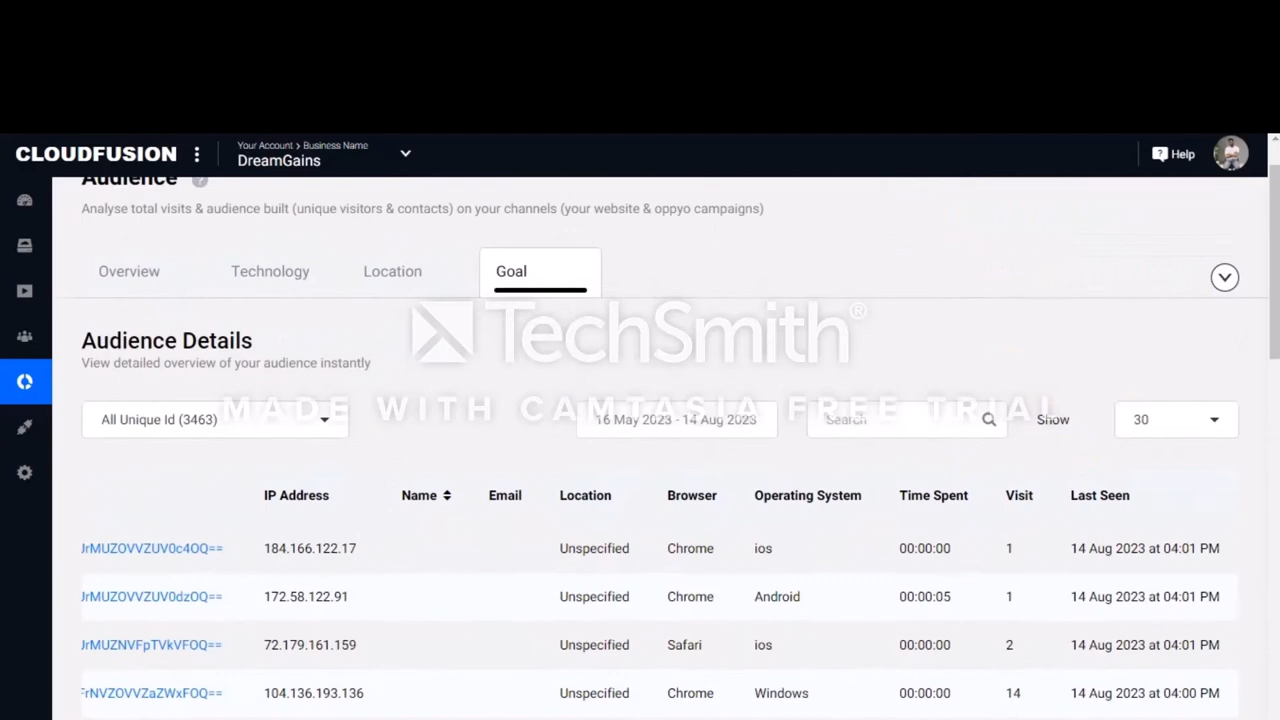 CLOUDFUSION
Your Account > Business Name
DreamGains
Help
Audience
Analyse total visits & audience built (unique visitors & contacts) on your channels (your website & oppyo campaigns)
Overview Technology Location Goal
TechSmith®
Audience Details
View detailed overview of your audience instantly
MADE WITH CAMTASIA FREE TRIAL
All Unique Id (3463) 16 May 2023 - 14 Aug 2023 Search Show 30
IP Address Name Email Location Browser Operating System Time Spent Visit Last Seen
JrMUZOVVZUV0c4OQ== 184.166.122.17 Unspecified Chrome ios 00:00:00 1 14 Aug 2023 at 04:01 PM
JrMUZOVVZUV0dzOQ== 172.58.122.91 Unspecified Chrome Android 00:00:05 1 14 Aug 2023 at 04:01 PM
JrMUZNVFpTVkVFOQ== 72.179.161.159 Unspecified Safari ios 00:00:00 2 14 Aug 2023 at 04:01 PM
FrNVZOVVZaZWxFOQ== 104.136.193.136 Unspecified Chrome Windows 00:00:00 14 14 Aug 2023 at 04:00 PM